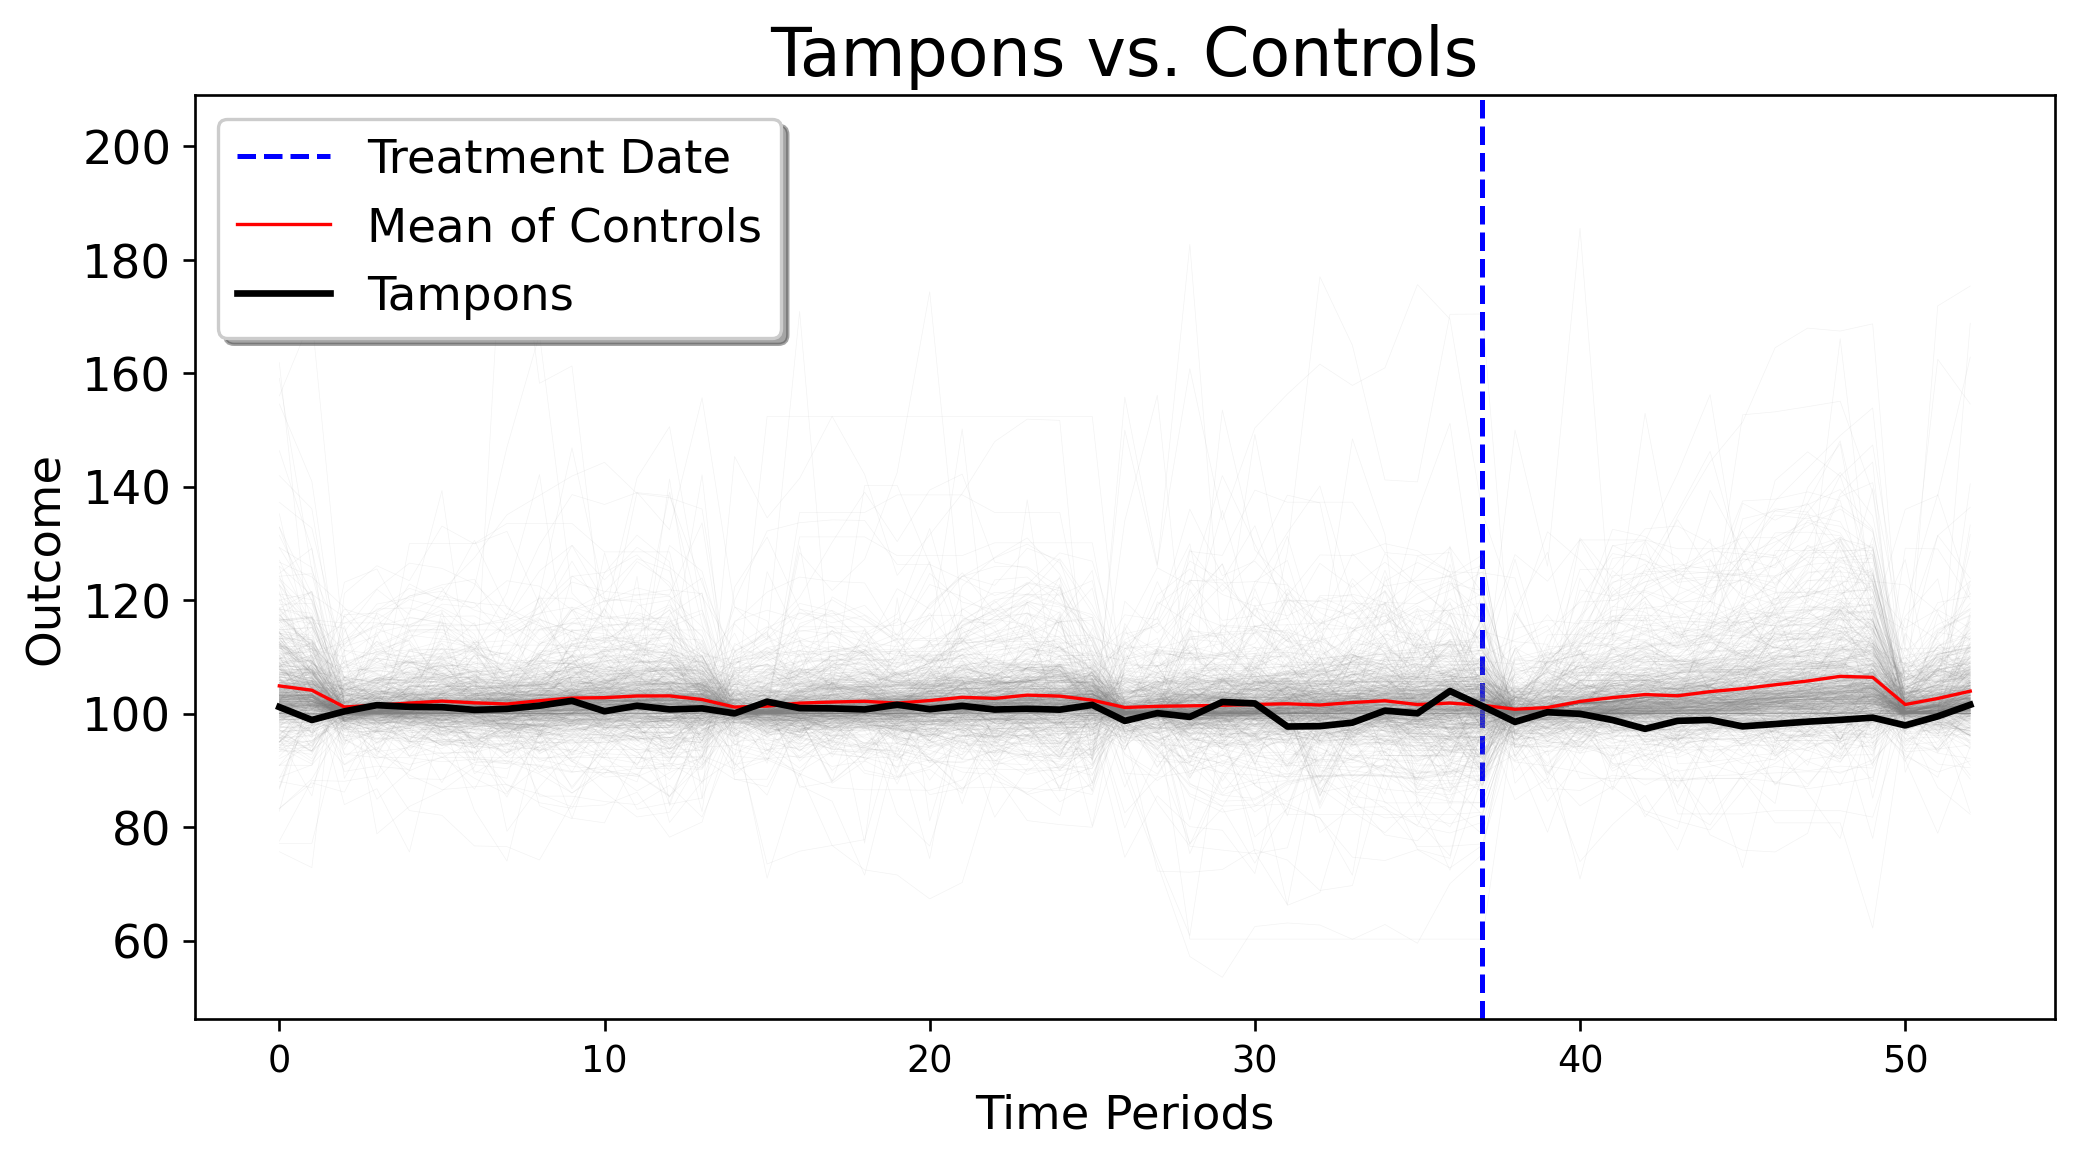 Tampons vs. Controls
Treatment Date
Mean of Controls
Tampons
200
180
160
140
120
100
80
60
Outcome
0 10 20 30 40 50
Time Periods